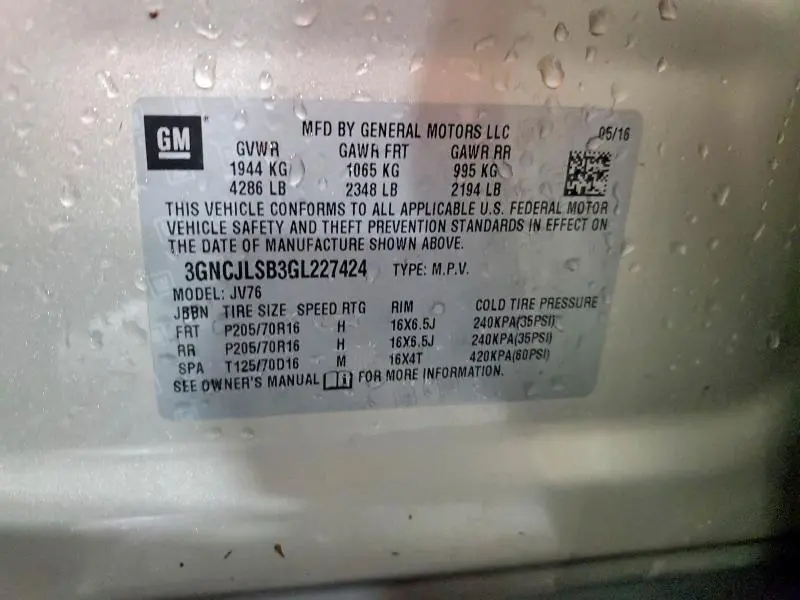 GM
MFD BY GENERAL MOTORS LLC 05/16
GVWR GAWR FRT GAWR RR
1944 KG 1065 KG 995 KG
4286 LB 2348 LB 2194 LB
THIS VEHICLE CONFORMS TO ALL APPLICABLE U.S. FEDERAL MOTOR
VEHICLE SAFETY AND THEFT PREVENTION STANDARDS IN EFFECT ON
THE DATE OF MANUFACTURE SHOWN ABOVE.
3GNCJLSB3GL227424 TYPE: M.P.V.
MODEL: JV76
JBBN TIRE SIZE SPEED RTG RIM COLD TIRE PRESSURE
FRT P205/70R16 H 16X6.5J 240KPA(35PSI)
RR P205/70R16 H 16X6.5J 240KPA(35PSI)
SPA T125/70D16 M 16X4T 420KPA(60PSI)
SEE OWNER'S MANUAL FOR MORE INFORMATION.